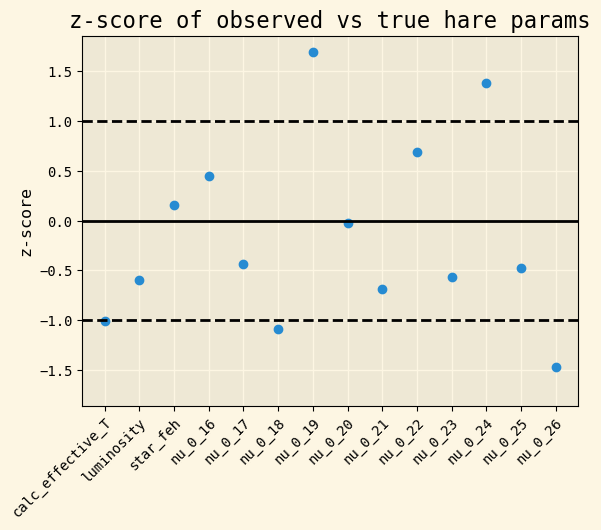 z-score of observed vs true hare params
z-score
1.5
1.0
0.5
0.0
−0.5
−1.0
−1.5
calc_effective_T
luminosity
star_feh
nu_0_16
nu_0_17
nu_0_18
nu_0_19
nu_0_20
nu_0_21
nu_0_22
nu_0_23
nu_0_24
nu_0_25
nu_0_26